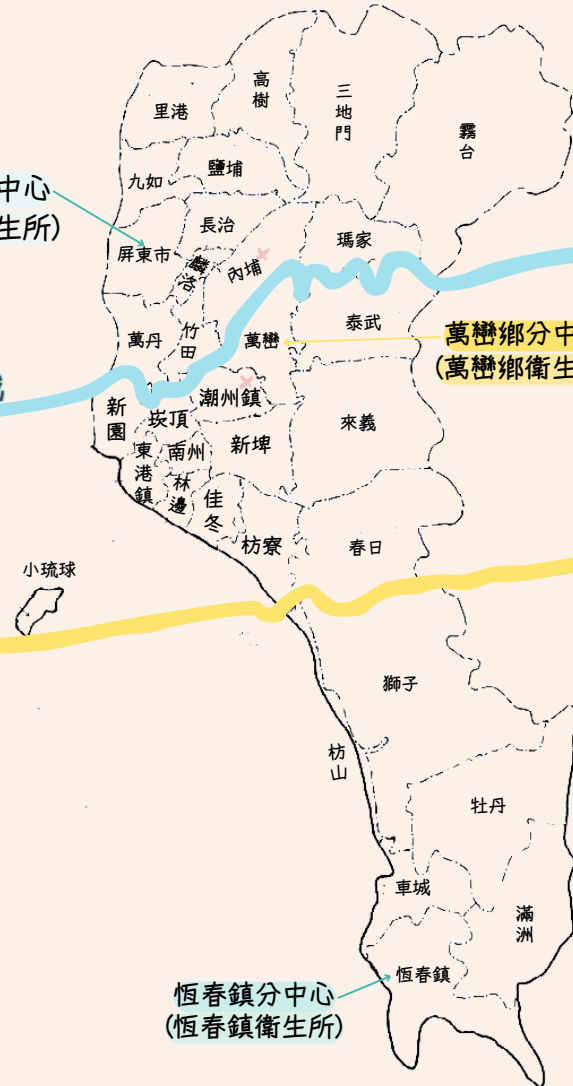 高樹
三地門
里港
霧台
鹽埔
九如
中心
生所)
長治
瑪家
屏東市
麟洛
內埔
泰武
萬丹
竹田
萬巒
萬巒鄉分中
(萬巒鄉衛生
潮州鎮
新園
崁頂
來義
新埤
東港鎮
南州
林邊
佳冬
枋寮
春日
小琉球
獅子
枋山
牡丹
車城
滿洲
恆春鎮
恆春鎮分中心
(恆春鎮衛生所)